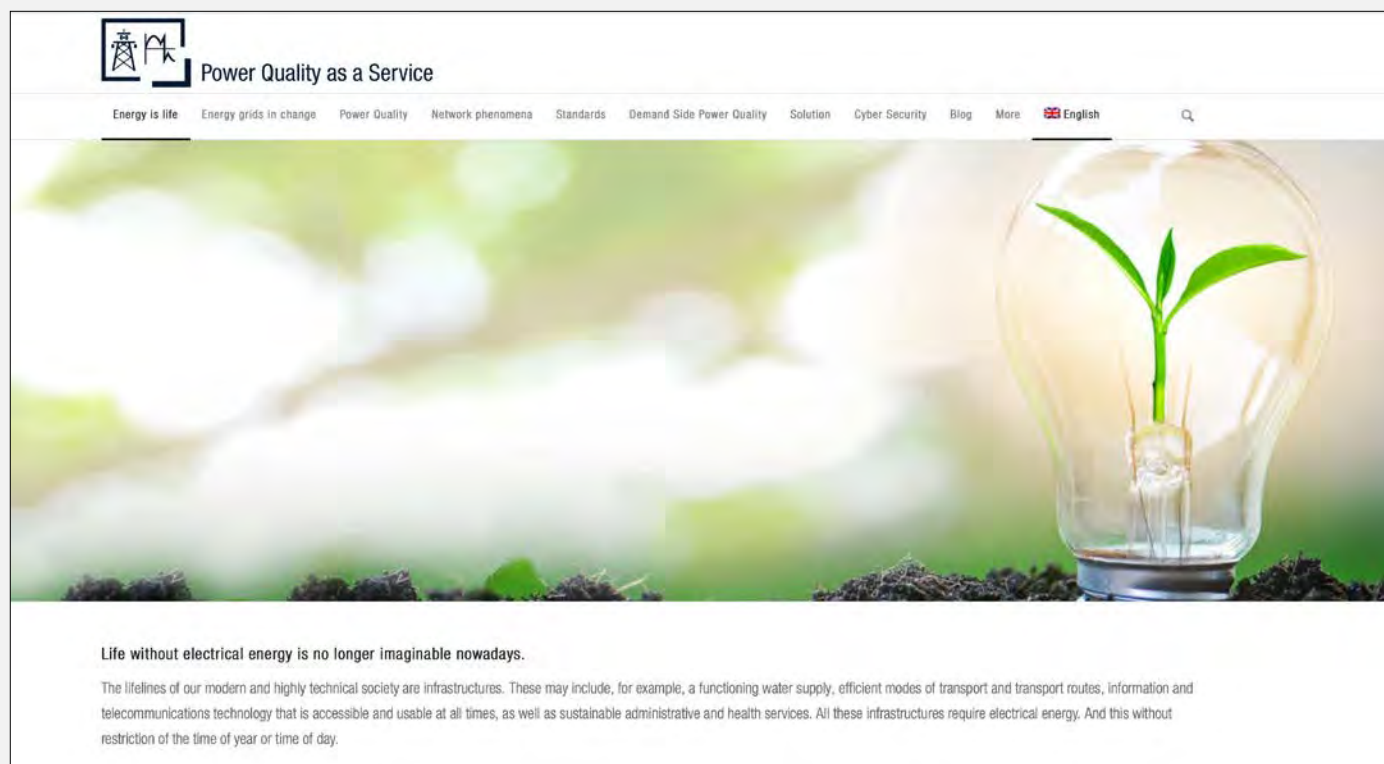 Power Quality as a Service
Energy is life Energy grids in change Power Quality Network phenomena Standards Demand Side Power Quality Solution Cyber Security Blog More English
Life without electrical energy is no longer imaginable nowadays.
The lifelines of our modern and highly technical society are infrastructures. These may include, for example, a functioning water supply, efficient modes of transport and transport routes, information and
telecommunications technology that is accessible and usable at all times, as well as sustainable administrative and health services. All these infrastructures require electrical energy. And this without
restriction of the time of year or time of day.